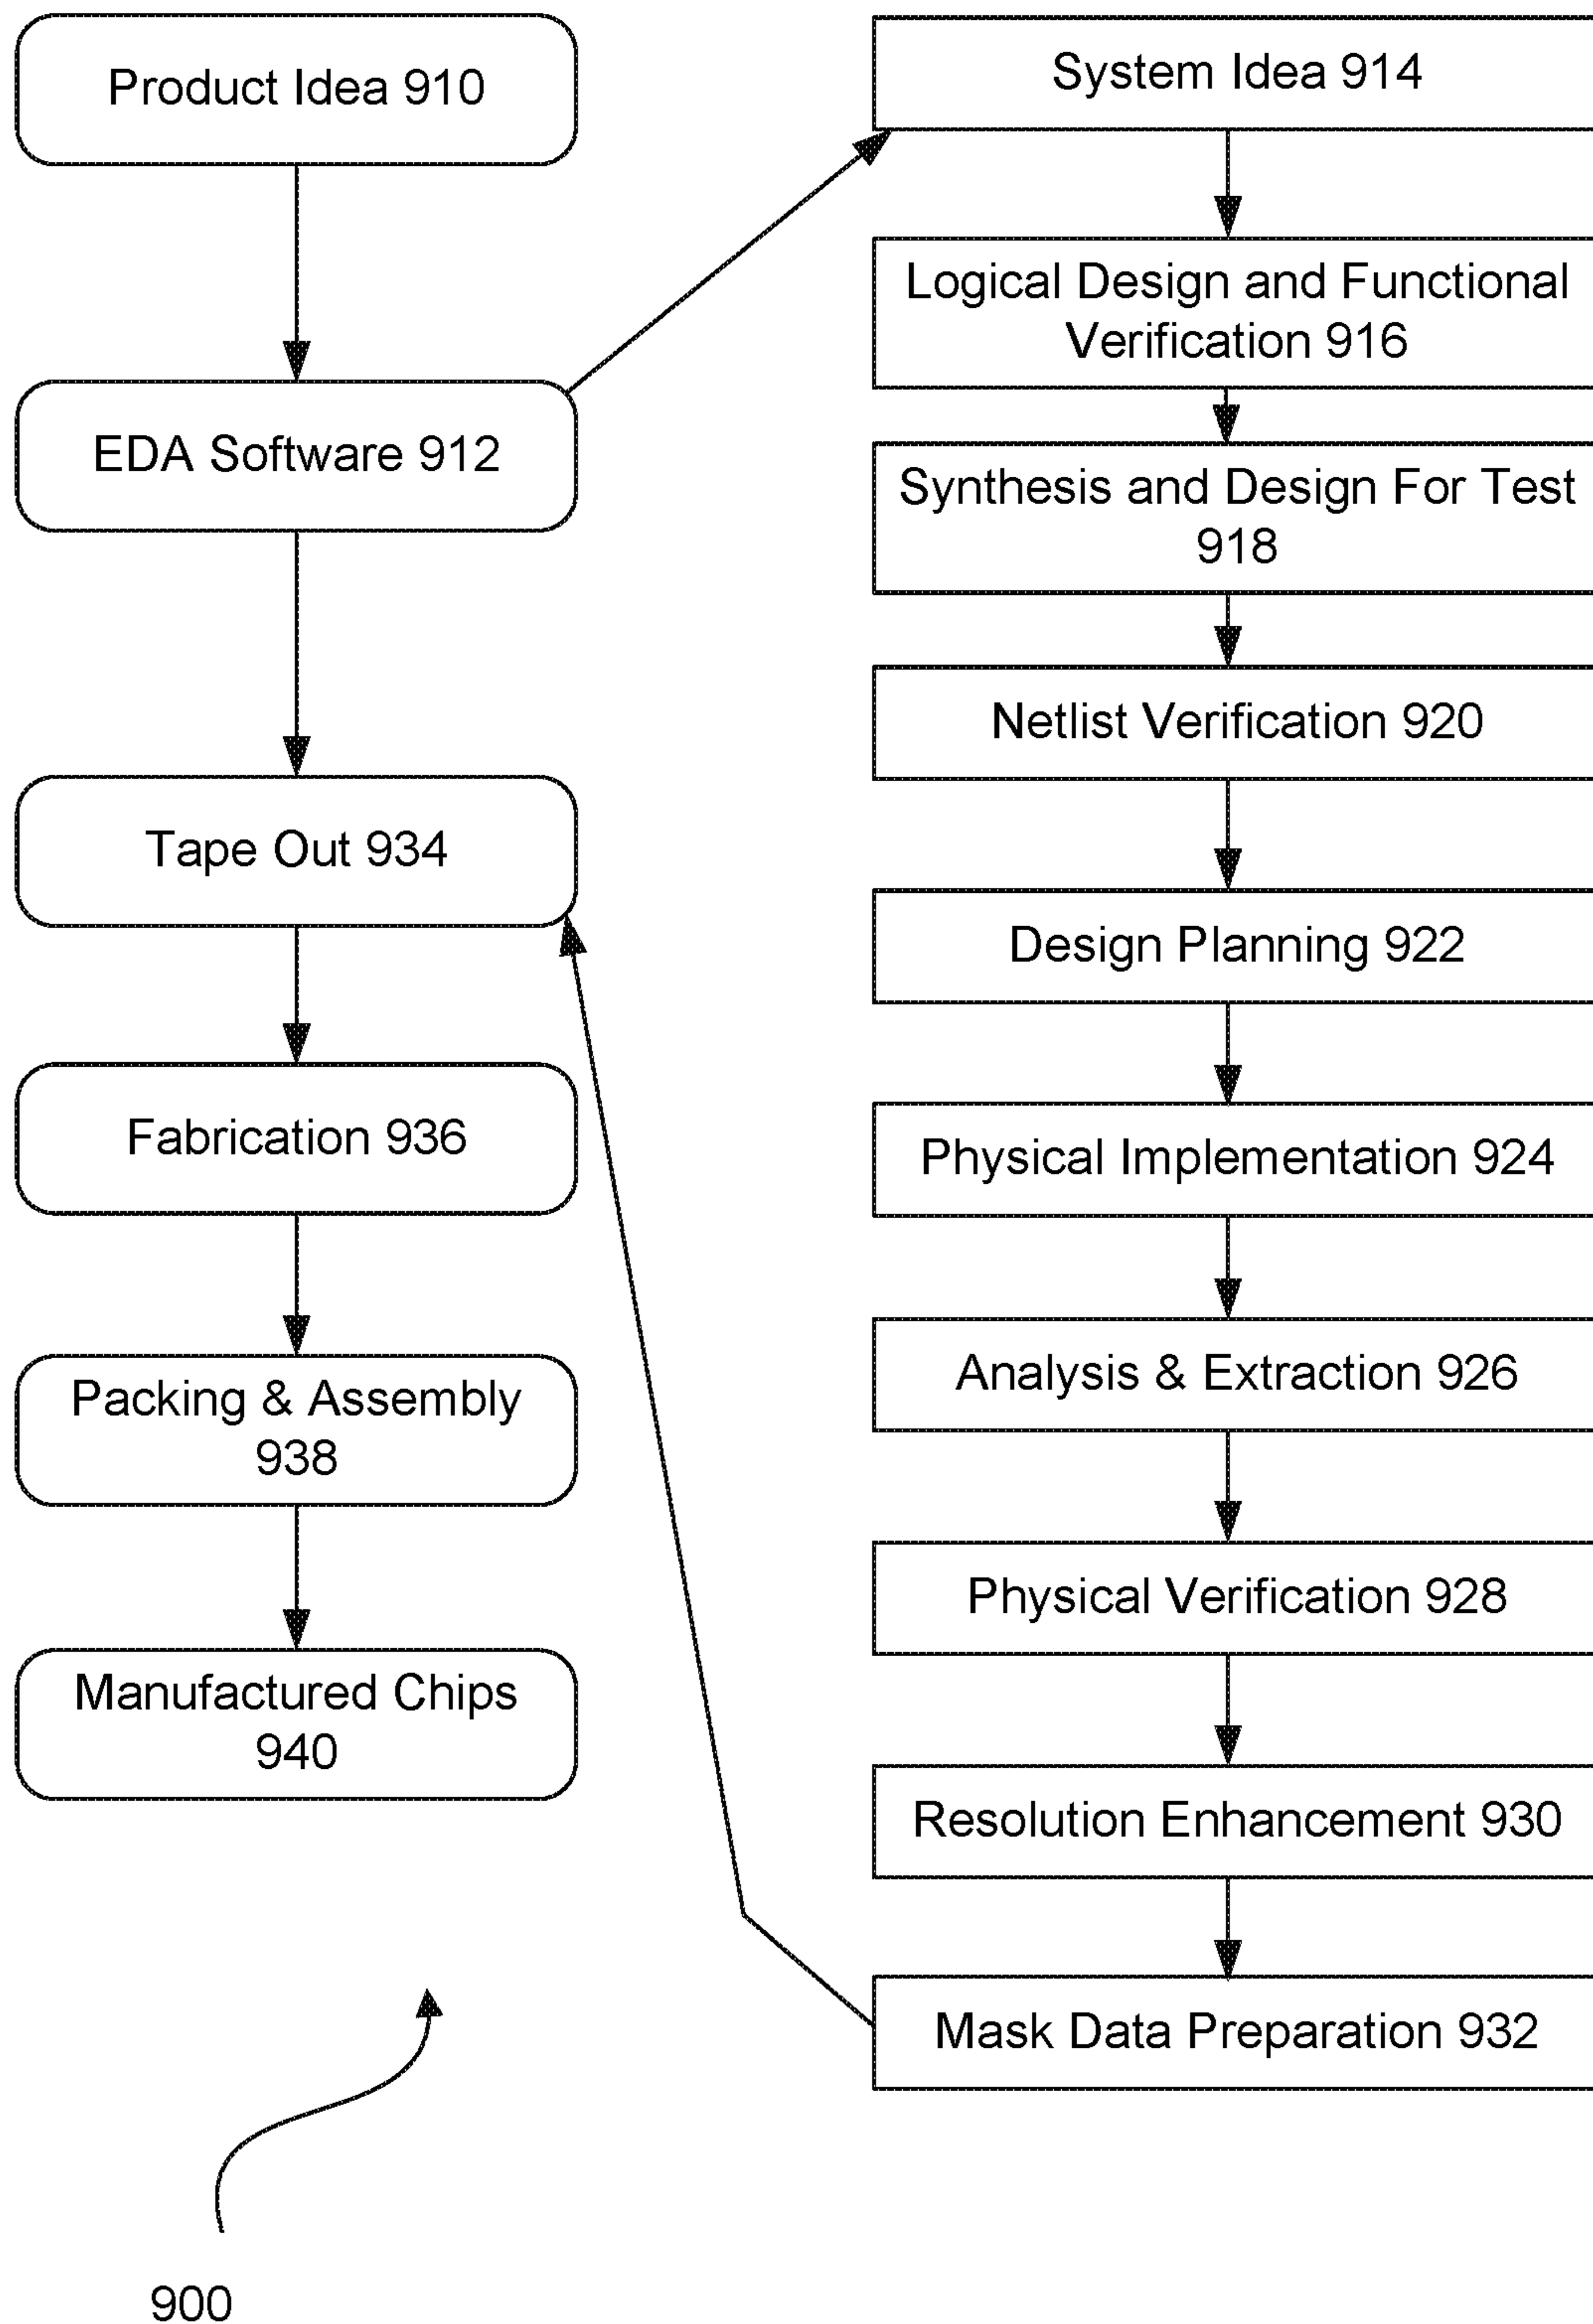 Product Idea 910
EDA Software 912
Tape Out 934
Fabrication 936
Packing & Assembly
938
Manufactured Chips
940
System Idea 914
Logical Design and Functional
Verification 916
Synthesis and Design For Test
918
Netlist Verification 920
Design Planning 922
Physical Implementation 924
Analysis & Extraction 926
Physical Verification 928
Resolution Enhancement 930
Mask Data Preparation 932
900